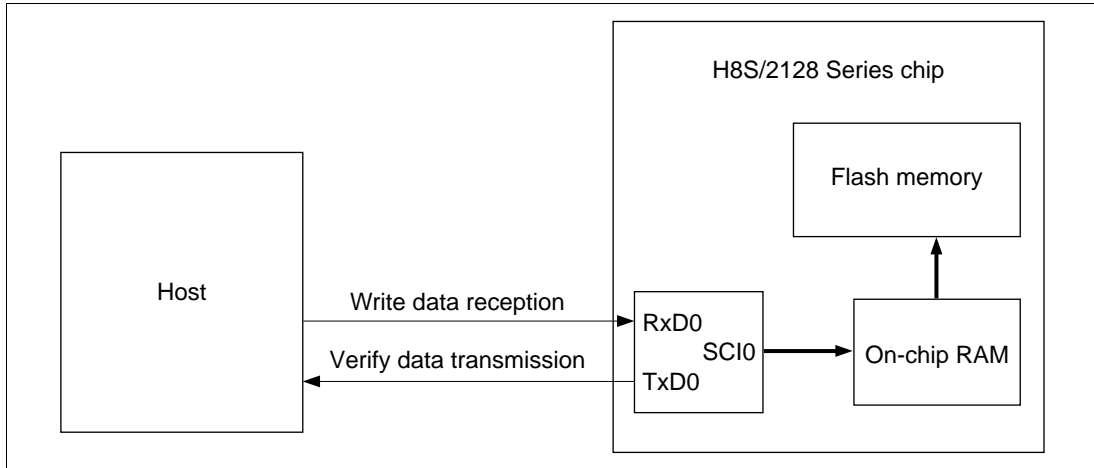 H8S/2128 Series chip
Flash memory
Host
Write data reception
RxD0
SCI0
On-chip RAM
Verify data transmission
TxD0